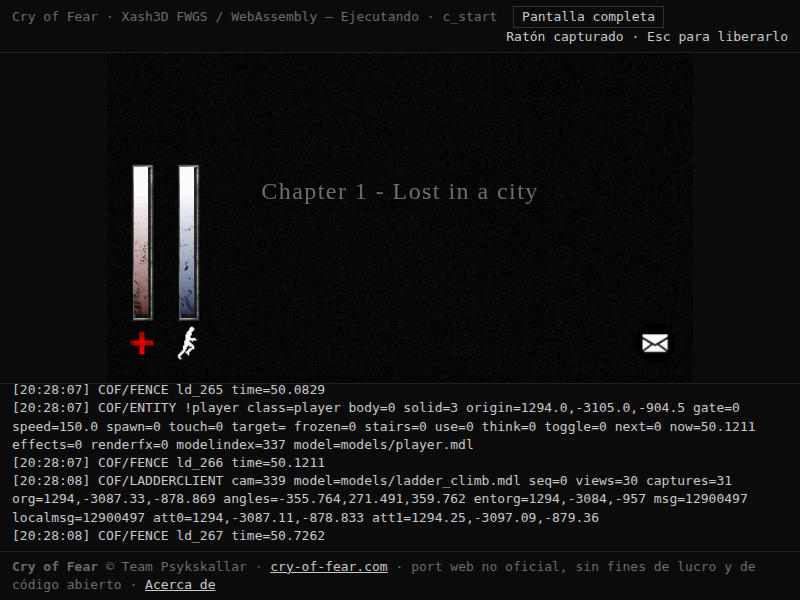 Cry of Fear · Xash3D FWGS / WebAssembly — Ejecutando · c_start
Pantalla completa
Ratón capturado · Esc para liberarlo
Chapter 1 - Lost in a city
[20:28:07] COF/FENCE ld_265 time=50.0829
[20:28:07] COF/ENTITY !player class=player body=0 solid=3 origin=1294.0,-3105.0,-904.5 gate=0
speed=150.0 spawn=0 touch=0 target= frozen=0 stairs=0 use=0 think=0 toggle=0 next=0 now=50.1211
effects=0 renderfx=0 modelindex=337 model=models/player.mdl
[20:28:07] COF/FENCE ld_266 time=50.1211
[20:28:08] COF/LADDERCLIENT cam=339 model=models/ladder_climb.mdl seq=0 views=30 captures=31
org=1294,-3087.33,-878.869 angles=-355.764,271.491,359.762 entorg=1294,-3084,-957 msg=12900497
localmsg=12900497 att0=1294,-3087.11,-878.833 att1=1294.25,-3097.09,-879.36
[20:28:08] COF/FENCE ld_267 time=50.7262
Cry of Fear © Team Psyskallar · cry-of-fear.com · port web no oficial, sin fines de lucro y de
código abierto · Acerca de